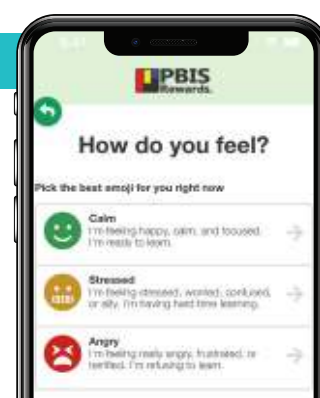 PBIS
Rewards.
How do you feel?
Pick the best emoji for you right now
Calm
I'm feeling happy, calm, and focused.
I'm ready to learn.
Stressed
I'm feeling stressed, worried, confused,
or silly. I'm having hard time learning.
Angry
I'm feeling really angry, frustrated, or
terrified. I'm refusing to learn.